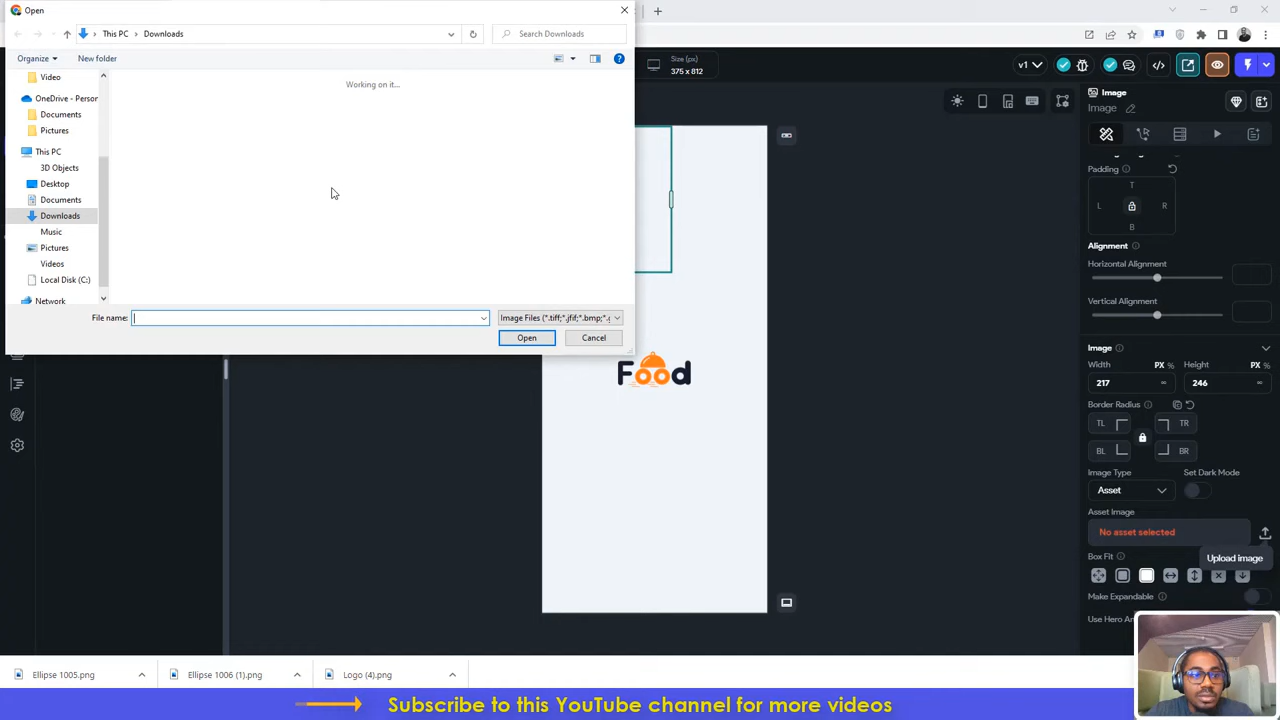 Open
This PC
Downloads
Search Downloads
Organize
New folder
Working on it...
Video
OneDrive - Person
Documents
Pictures
This PC
3D Objects
Desktop
Documents
Downloads
Music
Pictures
Videos
Local Disk (C:)
Network
File name:
Image Files (*.tiff;*.jfif;*.bmp;*.g
Open
Cancel
Size (px)
375 x 812
v1
Image
Image
Padding
T
L
R
B
Alignment
Horizontal Alignment
Vertical Alignment
Image
Width
PX
%
Height
PX
%
217
∞
246
∞
Border Radius
TL
TR
BL
BR
Image Type
Set Dark Mode
Asset
Asset Image
No asset selected
Box Fit
Upload image
Make Expandable
Use Hero An
Food
Ellipse 1005.png
Ellipse 1006 (1).png
Logo (4).png
Subscribe to this YouTube channel for more videos